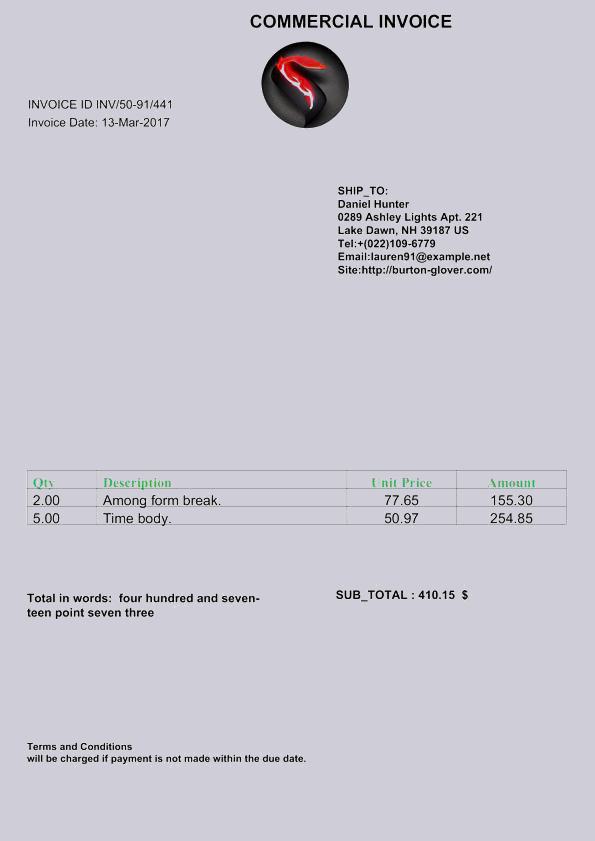 COMMERCIAL INVOICE
INVOICE ID INV/50-91/441
Invoice Date: 13-Mar-2017
SHIP_TO:
Daniel Hunter
0289 Ashley Lights Apt. 221
Lake Dawn, NH 39187 US
Tel:+(022)109-6779
Email:lauren91@example.net
Site:http://burton-glover.com/
Qty Description Unit Price Amount
2.00 Among form break. 77.65 155.30
5.00 Time body. 50.97 254.85
Total in words: four hundred and seven-
teen point seven three
SUB_TOTAL : 410.15 $
Terms and Conditions
will be charged if payment is not made within the due date.